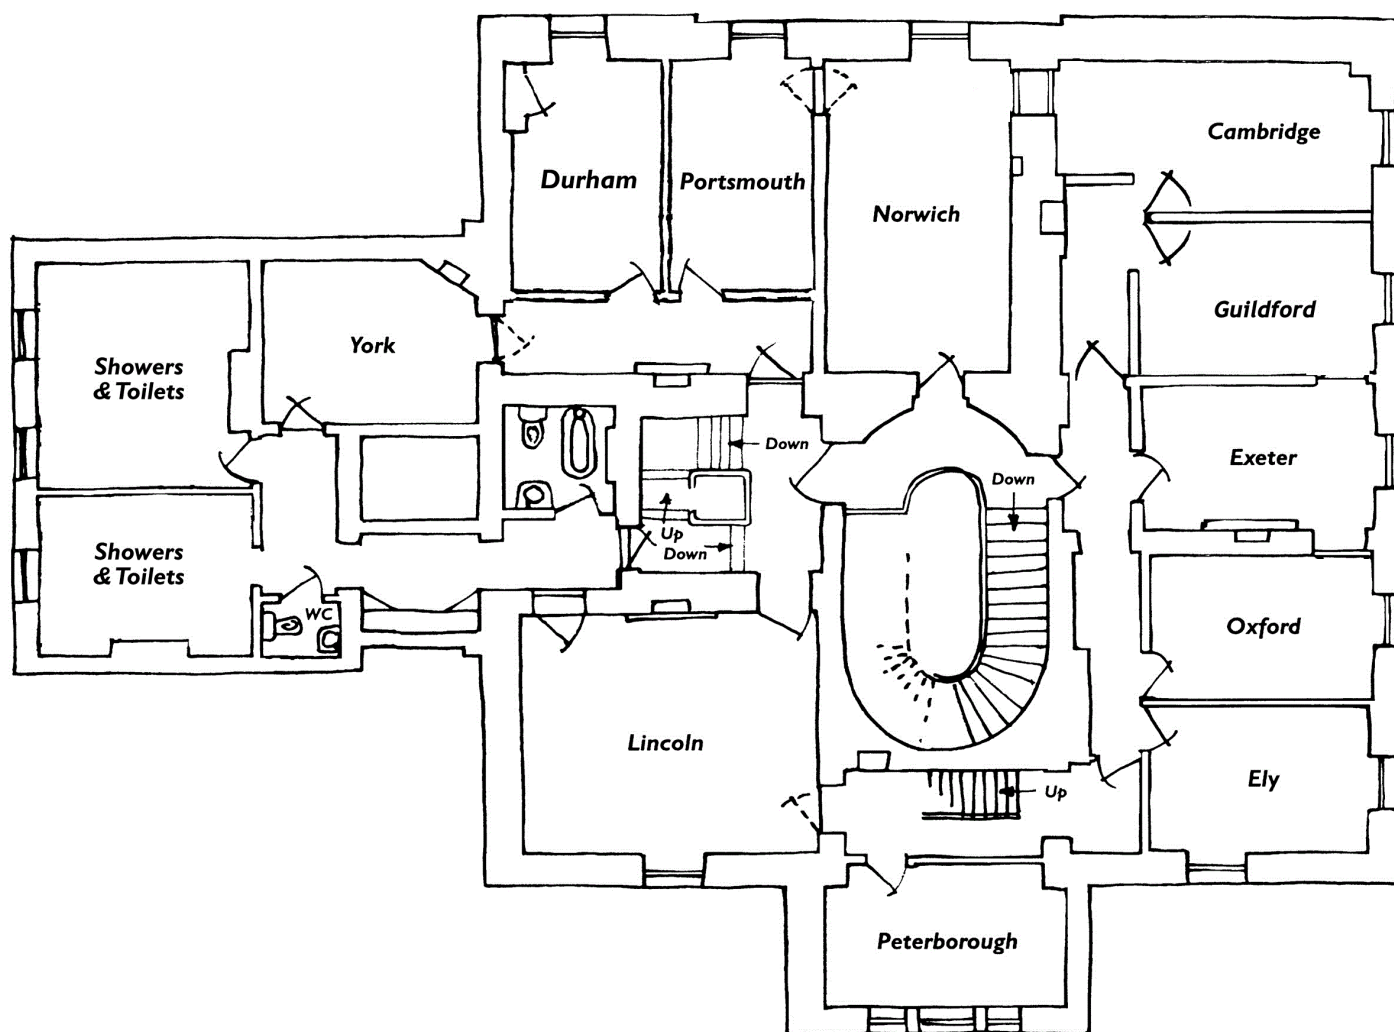 Cambridge
Durham
Portsmouth
Norwich
Guildford
York
Showers
& Toilets
Down
Exeter
Down
Up
Down
Showers
& Toilets
WC
Oxford
Lincoln
Ely
Up
Peterborough